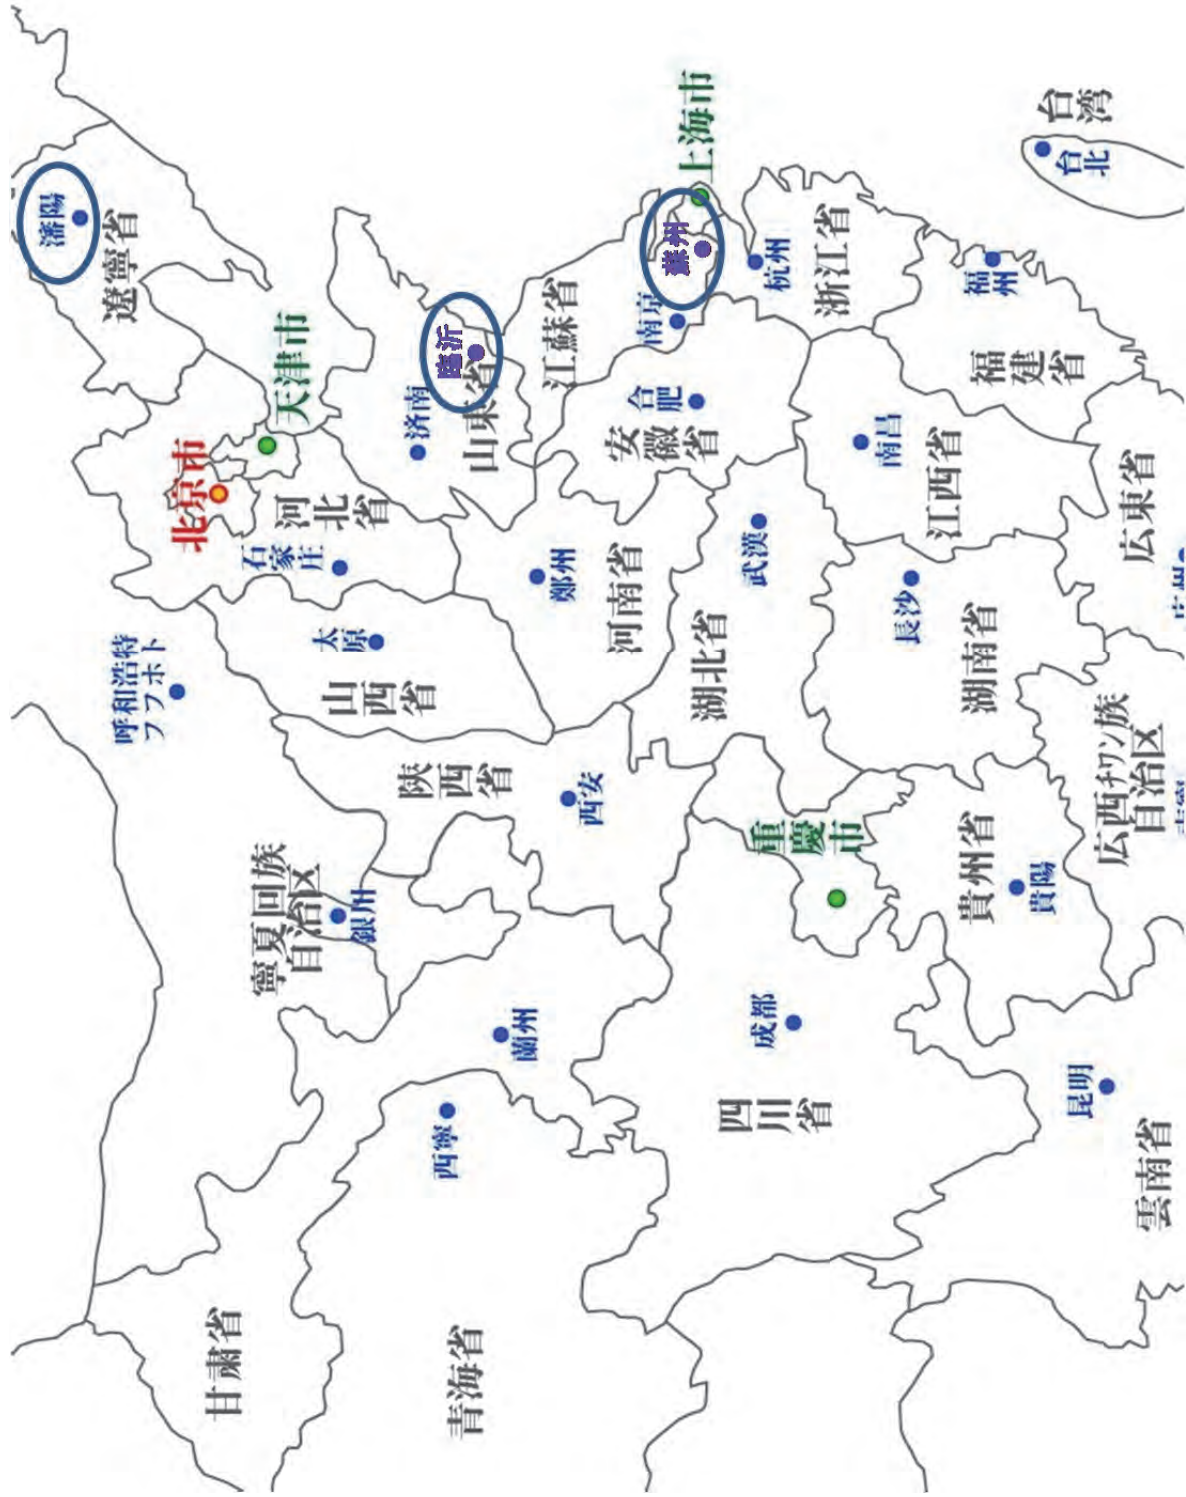 瀋陽
遼寧省
呼和浩特
フフホト
北京市
甘肅省
寧夏回族
自治区
石
家
庄
天津市
河
北
省
太
原
山
西
省
銀川
済南
臨沂
西寧
青海省
陝
西
省
山東省
蘭州
鄭州
江蘇省
西安
河南省
安
徽
省
南京
合
肥
蘇州
上海市
湖北省
四
川
省
成都
武漢
重
慶
市
杭州
浙江省
南昌
長沙
江西省
貴州省
湖南省
福
州
福
建
省
貴陽
台
湾
台
北
昆明
広西チワン族
自治区
広東省
雲南省